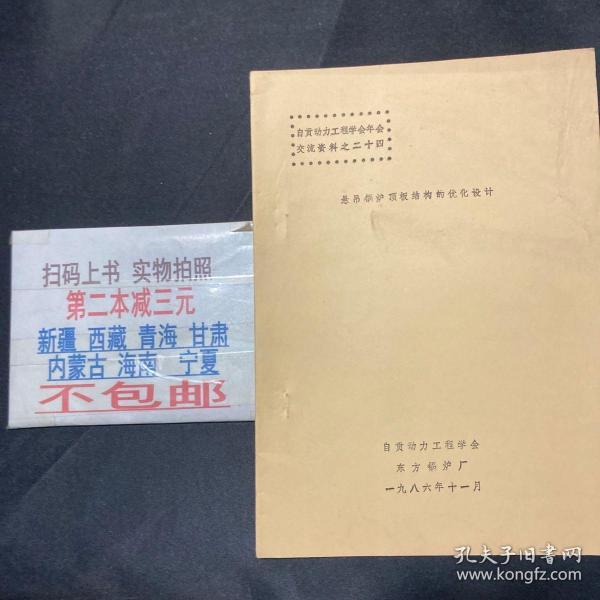 扫码上书 实物拍照
第二本减三元
新疆 西藏 青海 甘肃
内蒙古 海南 宁夏
不包邮
自贡动力工程学会年会
交流资料之二十四
悬吊锅炉顶板结构的优化设计
自贡动力工程学会
东方锅炉厂
一九八六年十一月
孔夫子旧书网
www.kongfz.com